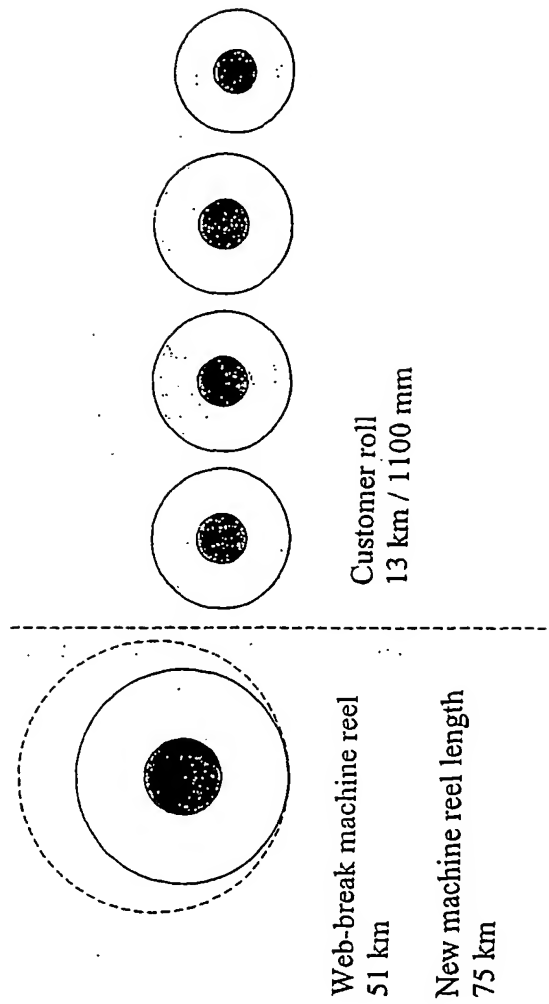 Web-break machine reel
51 km
New machine reel length
75 km
Customer roll
13 km / 1100 mm